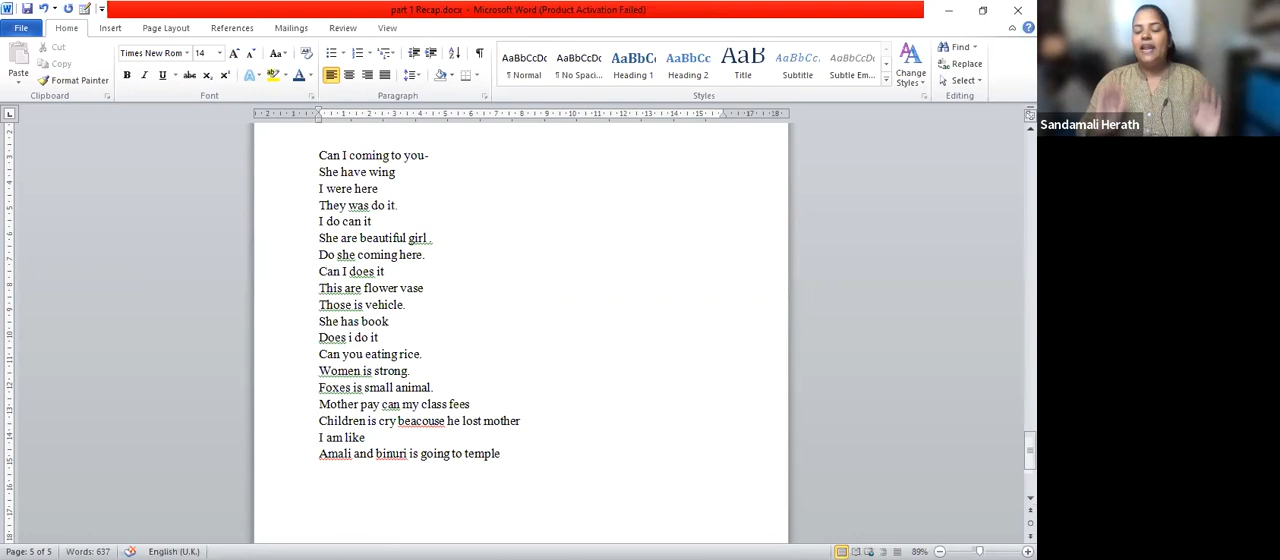 part 1 Recap.docx - Microsoft Word (Product Activation Failed)
File Home Insert Page Layout References Mailings Review View
Paste
Cut
Copy
Format Painter
Times New Rom 14
AaBbCcDc AaBbCcDc AaBbC AaBbCc AaB AaBbCc. AaBbCcDc
¶ Normal ¶ No Spaci... Heading 1 Heading 2 Title Subtitle Subtle Em...
Change Styles
Find
Replace
Select
Clipboard Font Paragraph Styles Editing
Sandamali Herath
Can I coming to you-
She have wing
I were here
They was do it.
I do can it
She are beautiful girl .
Do she coming here.
Can I does it
This are flower vase
Those is vehicle.
She has book
Does i do it
Can you eating rice.
Women is strong.
Foxes is small animal.
Mother pay can my class fees
Children is cry beacouse he lost mother
I am like
Amali and binuri is going to temple
Page: 5 of 5 Words: 637 English (U.K.) 89%